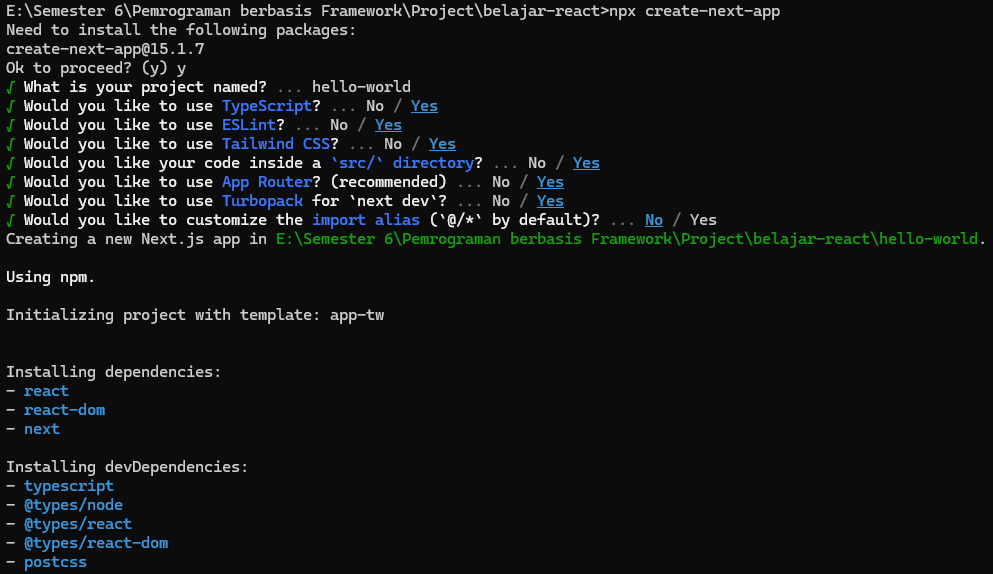 E:\Semester 6\Pemrograman berbasis Framework\Project\belajar-react>npx create-next-app
Need to install the following packages:
create-next-app@15.1.7
Ok to proceed? (y) y
√ What is your project named? ... hello-world
√ Would you like to use TypeScript? ... No / Yes
√ Would you like to use ESLint? ... No / Yes
√ Would you like to use Tailwind CSS? ... No / Yes
√ Would you like your code inside a `src/` directory? ... No / Yes
√ Would you like to use App Router? (recommended) ... No / Yes
√ Would you like to use Turbopack for `next dev`? ... No / Yes
√ Would you like to customize the import alias (`@/*` by default)? ... No / Yes
Creating a new Next.js app in E:\Semester 6\Pemrograman berbasis Framework\Project\belajar-react\hello-world.
Using npm.
Initializing project with template: app-tw
Installing dependencies:
- react
- react-dom
- next
Installing devDependencies:
- typescript
- @types/node
- @types/react
- @types/react-dom
- postcss